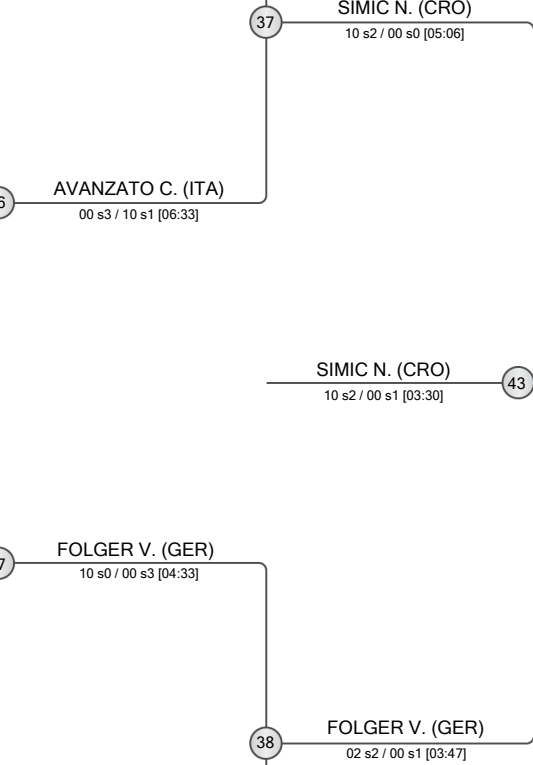 SIMIC N. (CRO)
37
10 s2 / 00 s0 [05:06]
AVANZATO C. (ITA)
6
00 s3 / 10 s1 [06:33]
SIMIC N. (CRO)
43
10 s2 / 00 s1 [03:30]
FOLGER V. (GER)
7
10 s0 / 00 s3 [04:33]
FOLGER V. (GER)
38
02 s2 / 00 s1 [03:47]